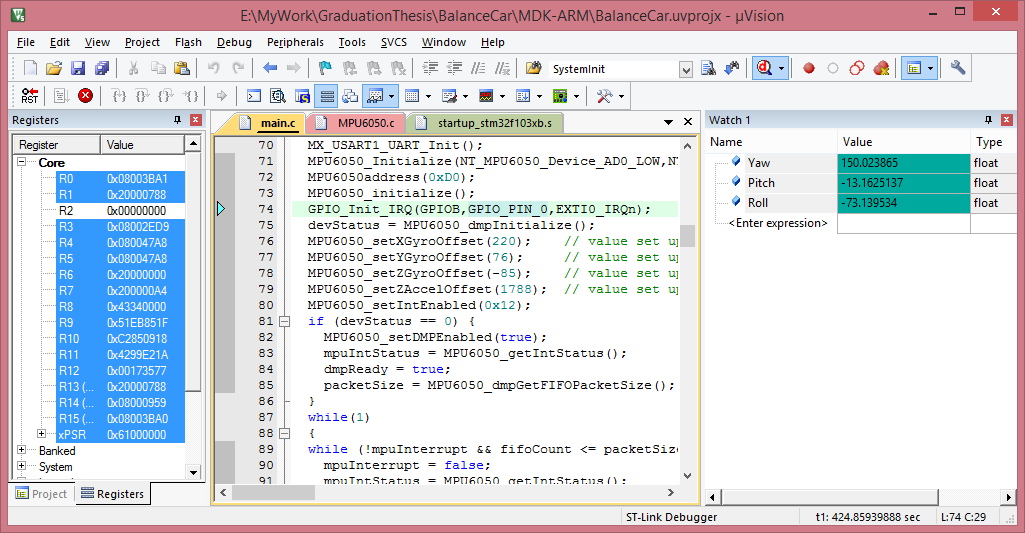 E:\MyWork\GraduationThesis\BalanceCar\MDK-ARM\BalanceCar.uvprojx - µVision
File Edit View Project Flash Debug Peripherals Tools SVCS Window Help
SystemInit
RST
Registers
Register Value
Core
R0 0x08003BA1
R1 0x20000788
R2 0x00000000
R3 0x08002ED9
R4 0x080047A8
R5 0x080047A8
R6 0x20000000
R7 0x200000A4
R8 0x43340000
R9 0x51EB851F
R10 0xC2850918
R11 0x4299E21A
R12 0x00173577
R13 (... 0x20000788
R14 (... 0x08000959
R15 (... 0x08003BA0
xPSR 0x61000000
Banked
System
Project Registers
main.c MPU6050.c startup_stm32f103xb.s
70 MX_USART1_UART_Init();
71 MPU6050_Initialize(NT_MPU6050_Device_AD0_LOW,NT
72 MPU6050address(0xD0);
73 MPU6050_initialize();
74 GPIO_Init_IRQ(GPIOB,GPIO_PIN_0,EXTI0_IRQn);
75 devStatus = MPU6050_dmpInitialize();
76 MPU6050_setXGyroOffset(220); // value set up
77 MPU6050_setYGyroOffset(76); // value set up
78 MPU6050_setZGyroOffset(-85); // value set up
79 MPU6050_setZAccelOffset(1788); // value set up
80 MPU6050_setIntEnabled(0x12);
81 if (devStatus == 0) {
82 MPU6050_setDMPEnabled(true);
83 mpuIntStatus = MPU6050_getIntStatus();
84 dmpReady = true;
85 packetSize = MPU6050_dmpGetFIFOPacketSize();
86 }
87 while(1)
88 {
89 while (!mpuInterrupt && fifoCount <= packetSize
90 mpuInterrupt = false;
91 mpuIntStatus = MPU6050_getIntStatus();
Watch 1
Name Value Type
Yaw 150.023865 float
Pitch -13.1625137 float
Roll -73.139534 float
<Enter expression>
ST-Link Debugger t1: 424.85939888 sec L:74 C:29